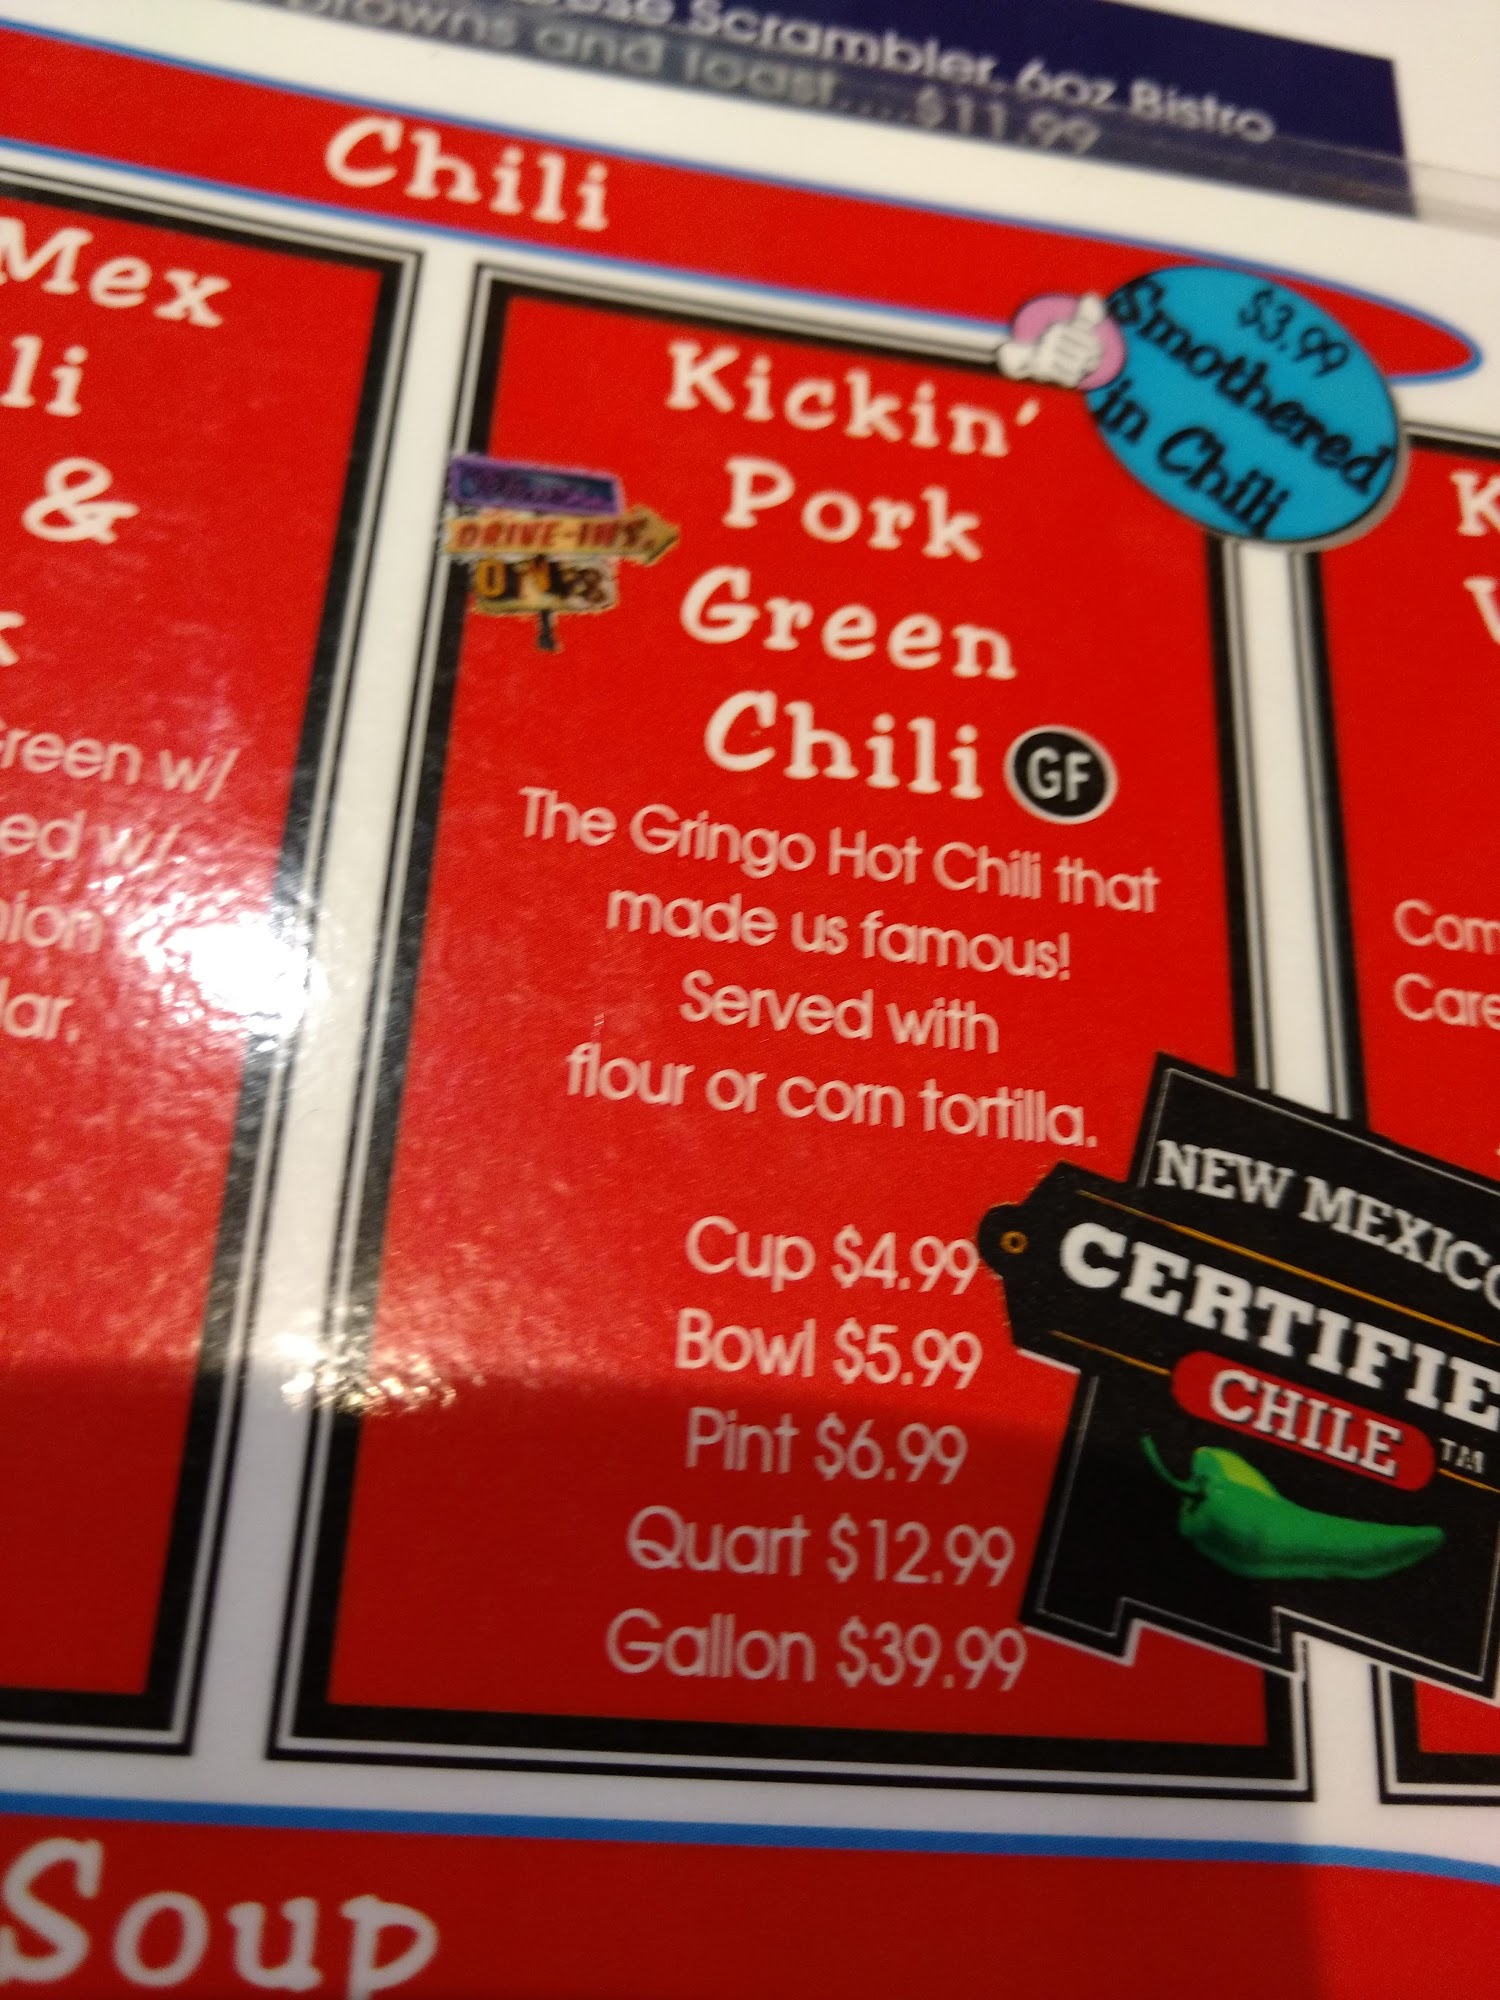 Scrambler, 6oz Bistro
browns and Toast.....$11.99
Chili
Mex
li
&
k
Green w/
ed w/
nion
lar.
$3.99
Smothered
in Chili
Kickin'
Pork
Green
Chili GF
DRIVE-INS,
The Gringo Hot Chili that
made us famous!
Served with
flour or corn tortilla.
Cup $4.99
Bowl $5.99
Pint $6.99
Quart $12.99
Gallon $39.99
NEW MEXICO
CERTIFIE
CHILE ™
K
Com
Care
Soup